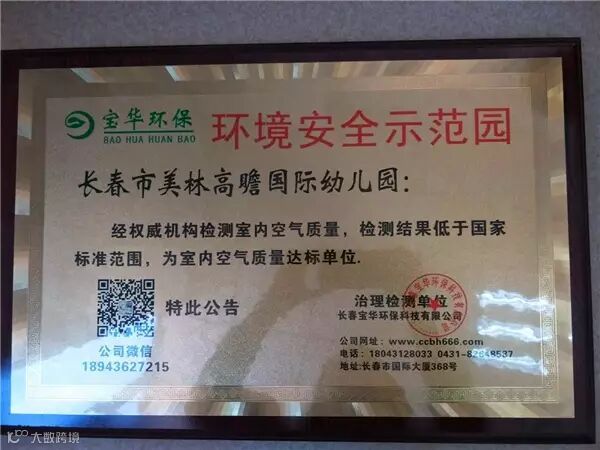 宝华环保
BAO HUA HUAN BAO
环境安全示范园
长春市美林高瞻国际幼儿园：
经权威机构检测室内空气质量，检测结果低于国家
标准范围，为室内空气质量达标单位.
特此公告
公司微信
18943627215
治理检测单位
长春宝华环保科技有限公司
公司网址：www.ccbh666.com
电话：18043128033 0431-82648537
地址:长春市国际大厦368号
大数跨境